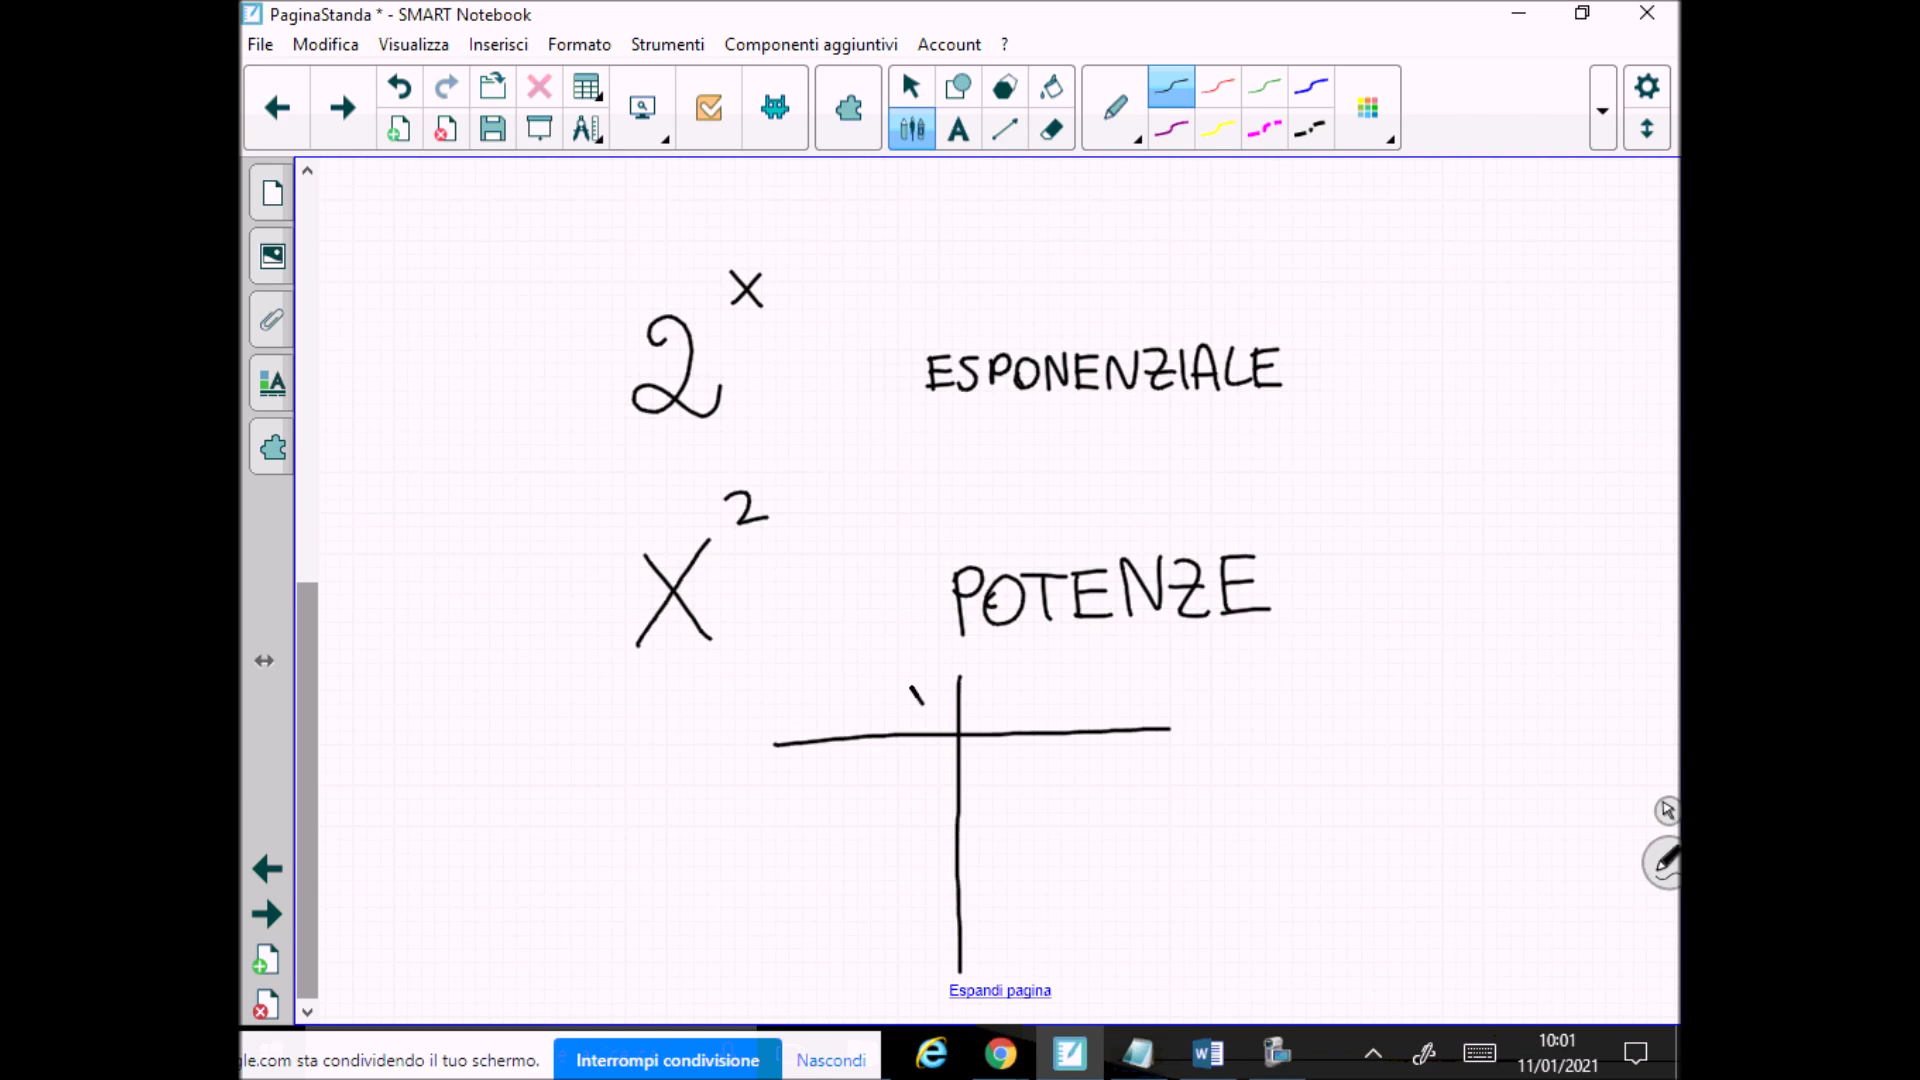 PaginaStanda * - SMART Notebook
File Modifica Visualizza Inserisci Formato Strumenti Componenti aggiuntivi Account ?
2^x ESPONENZIALE
x^2 POTENZE
Espandi pagina
gle.com sta condividendo il tuo schermo. Interrompi condivisione Nascondi
10:01
11/01/2021